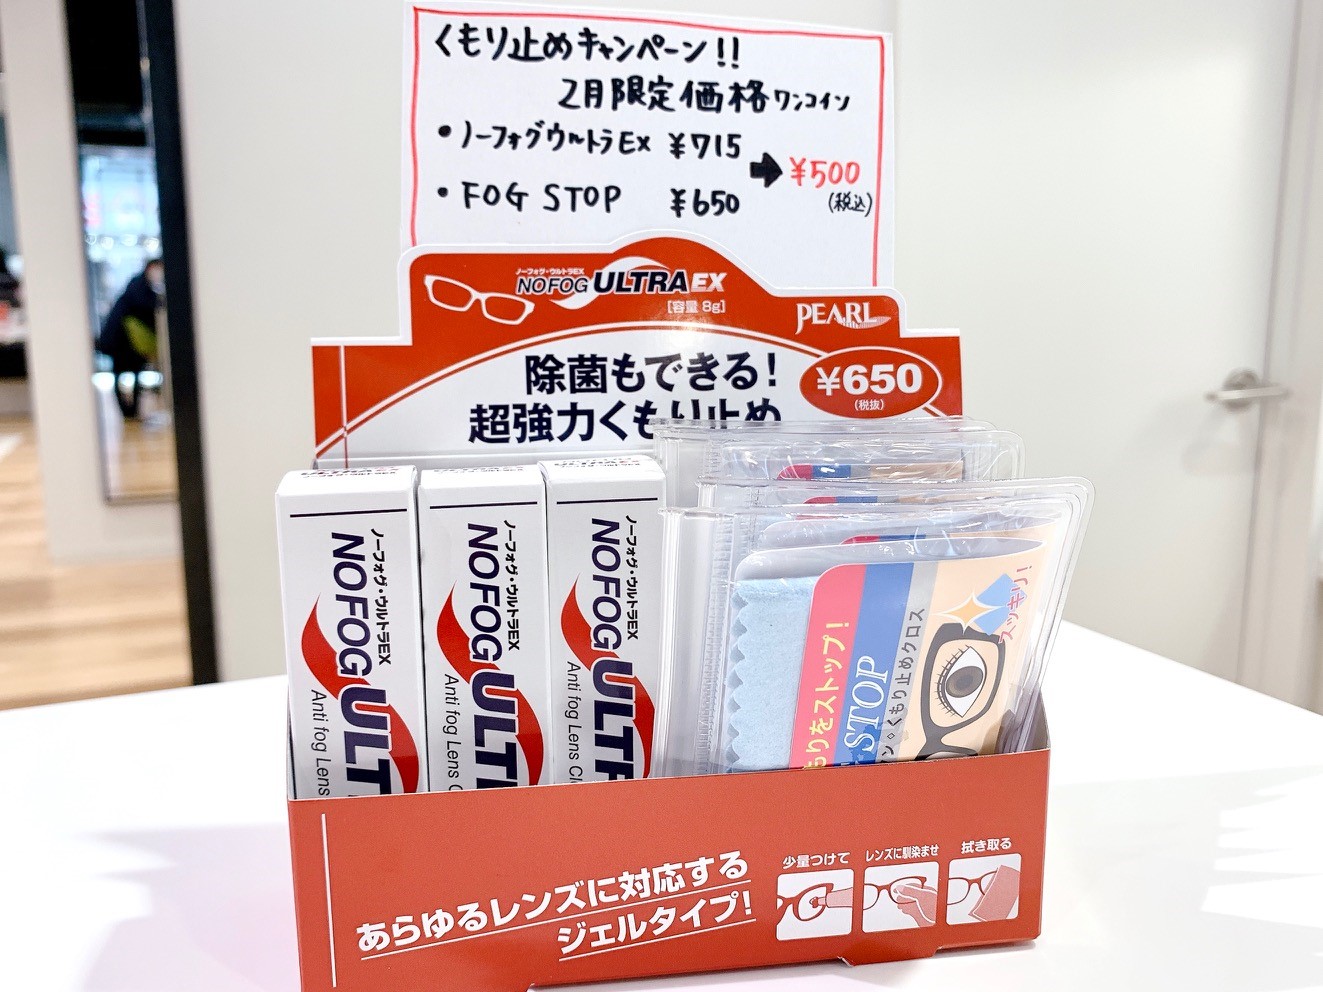 くもり止めキャンペーン!!
2月限定価格ワンコイン
・ノーフォグウルトラEx ¥715
➡ ¥500
(税込)
・FOG STOP ¥650
ノーフォグ・ウルトラEX
NOFOG ULTRA EX
[容量 8g]
PEARL
除菌もできる!
超強力くもり止め
¥650
(税抜)
ノーフォグ・ウルトラEX
NOFOG ULT
Anti fog Lens
ノーフォグ・ウルトラEX
NOFOG ULT
Anti fog Lens
ノーフォグ・ウルトラEX
NOFOG ULT
Anti fog Lens
もりをストップ!
STOP
くもり止めクロス
スッキリ!
あらゆるレンズに対応する
ジェルタイプ!
少量つけて
レンズに馴染ませ
拭き取る